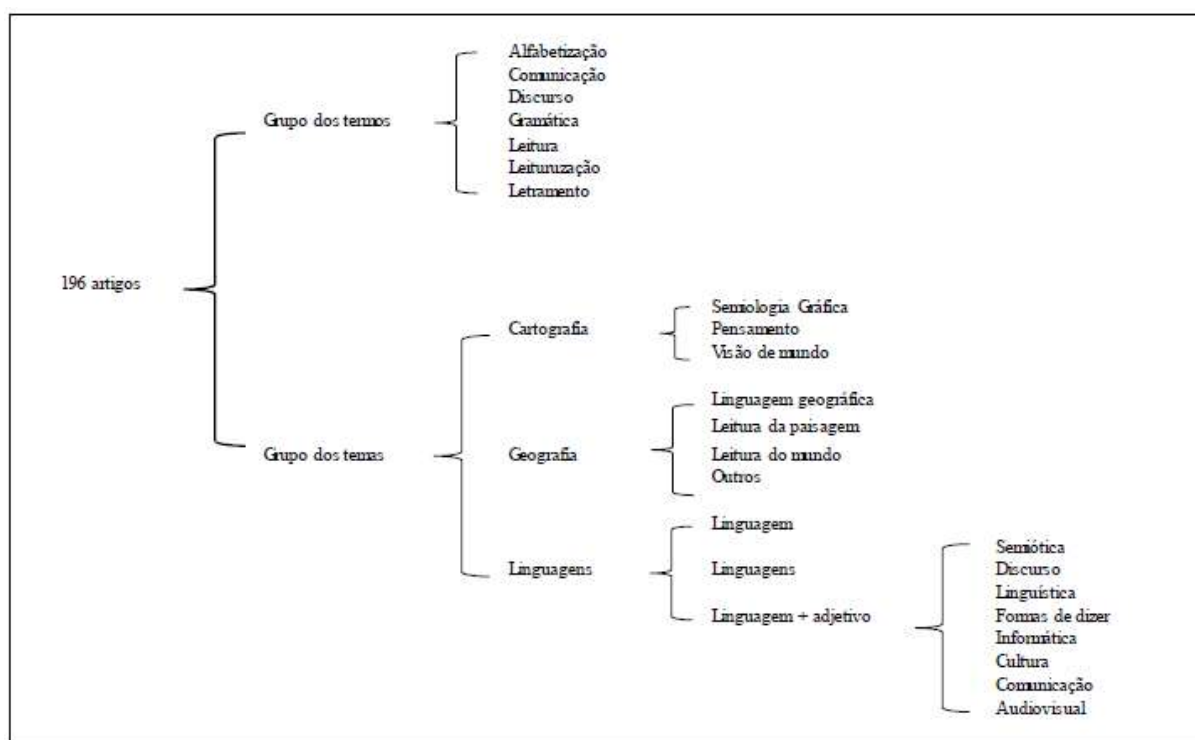 196 artigos
Grupo dos termos
Alfabetização
Comunicação
Discurso
Gramática
Leitura
Leituruzação
Letramento
Grupo dos temas
Cartografia
Semiologia Gráfica
Pensamento
Visão de mundo
Geografia
Linguagem geográfica
Leitura da paisagem
Leitura do mundo
Outros
Linguagens
Linguagem
Linguagens
Linguagem + adjetivo
Semiótica
Discurso
Linguística
Formas de dizer
Informática
Cultura
Comunicação
Audiovisual